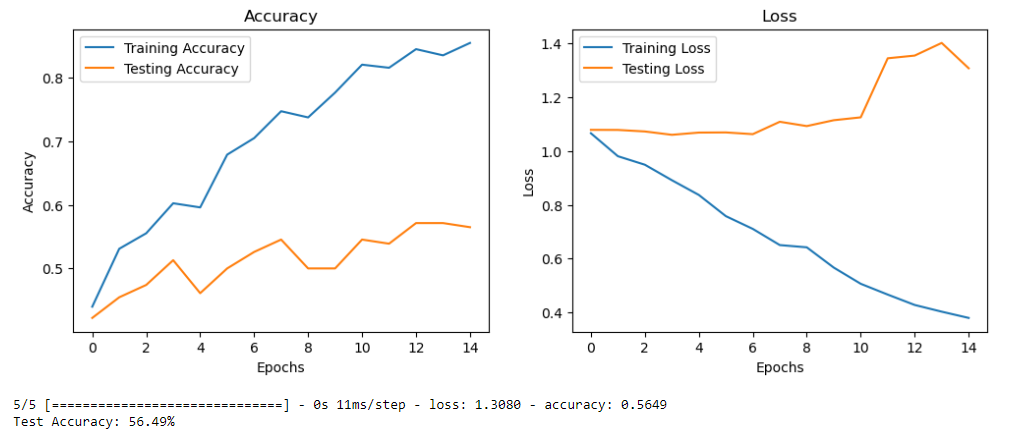 Accuracy
Training Accuracy
Testing Accuracy
0.8
0.7
0.6
0.5
Accuracy
0 2 4 6 8 10 12 14
Epochs
Loss
Training Loss
Testing Loss
1.4
1.2
1.0
0.8
0.6
0.4
Loss
0 2 4 6 8 10 12 14
Epochs
5/5 [==============================] - 0s 11ms/step - loss: 1.3080 - accuracy: 0.5649
Test Accuracy: 56.49%